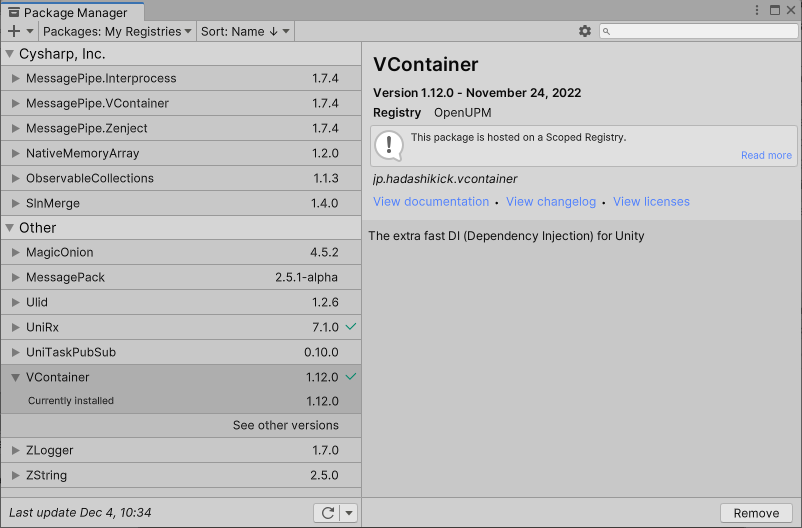 Package Manager
Packages: My Registries
Sort: Name ↓
Cysharp, Inc.
MessagePipe.Interprocess 1.7.4
MessagePipe.VContainer 1.7.4
MessagePipe.Zenject 1.7.4
NativeMemoryArray 1.2.0
ObservableCollections 1.1.3
SlnMerge 1.4.0
Other
MagicOnion 4.5.2
MessagePack 2.5.1-alpha
Ulid 1.2.6
UniRx 7.1.0
UniTaskPubSub 0.10.0
VContainer 1.12.0
Currently installed 1.12.0
See other versions
ZLogger 1.7.0
ZString 2.5.0
Last update Dec 4, 10:34
VContainer
Version 1.12.0 - November 24, 2022
Registry OpenUPM
This package is hosted on a Scoped Registry.
Read more
jp.hadashikick.vcontainer
View documentation • View changelog • View licenses
The extra fast DI (Dependency Injection) for Unity
Remove